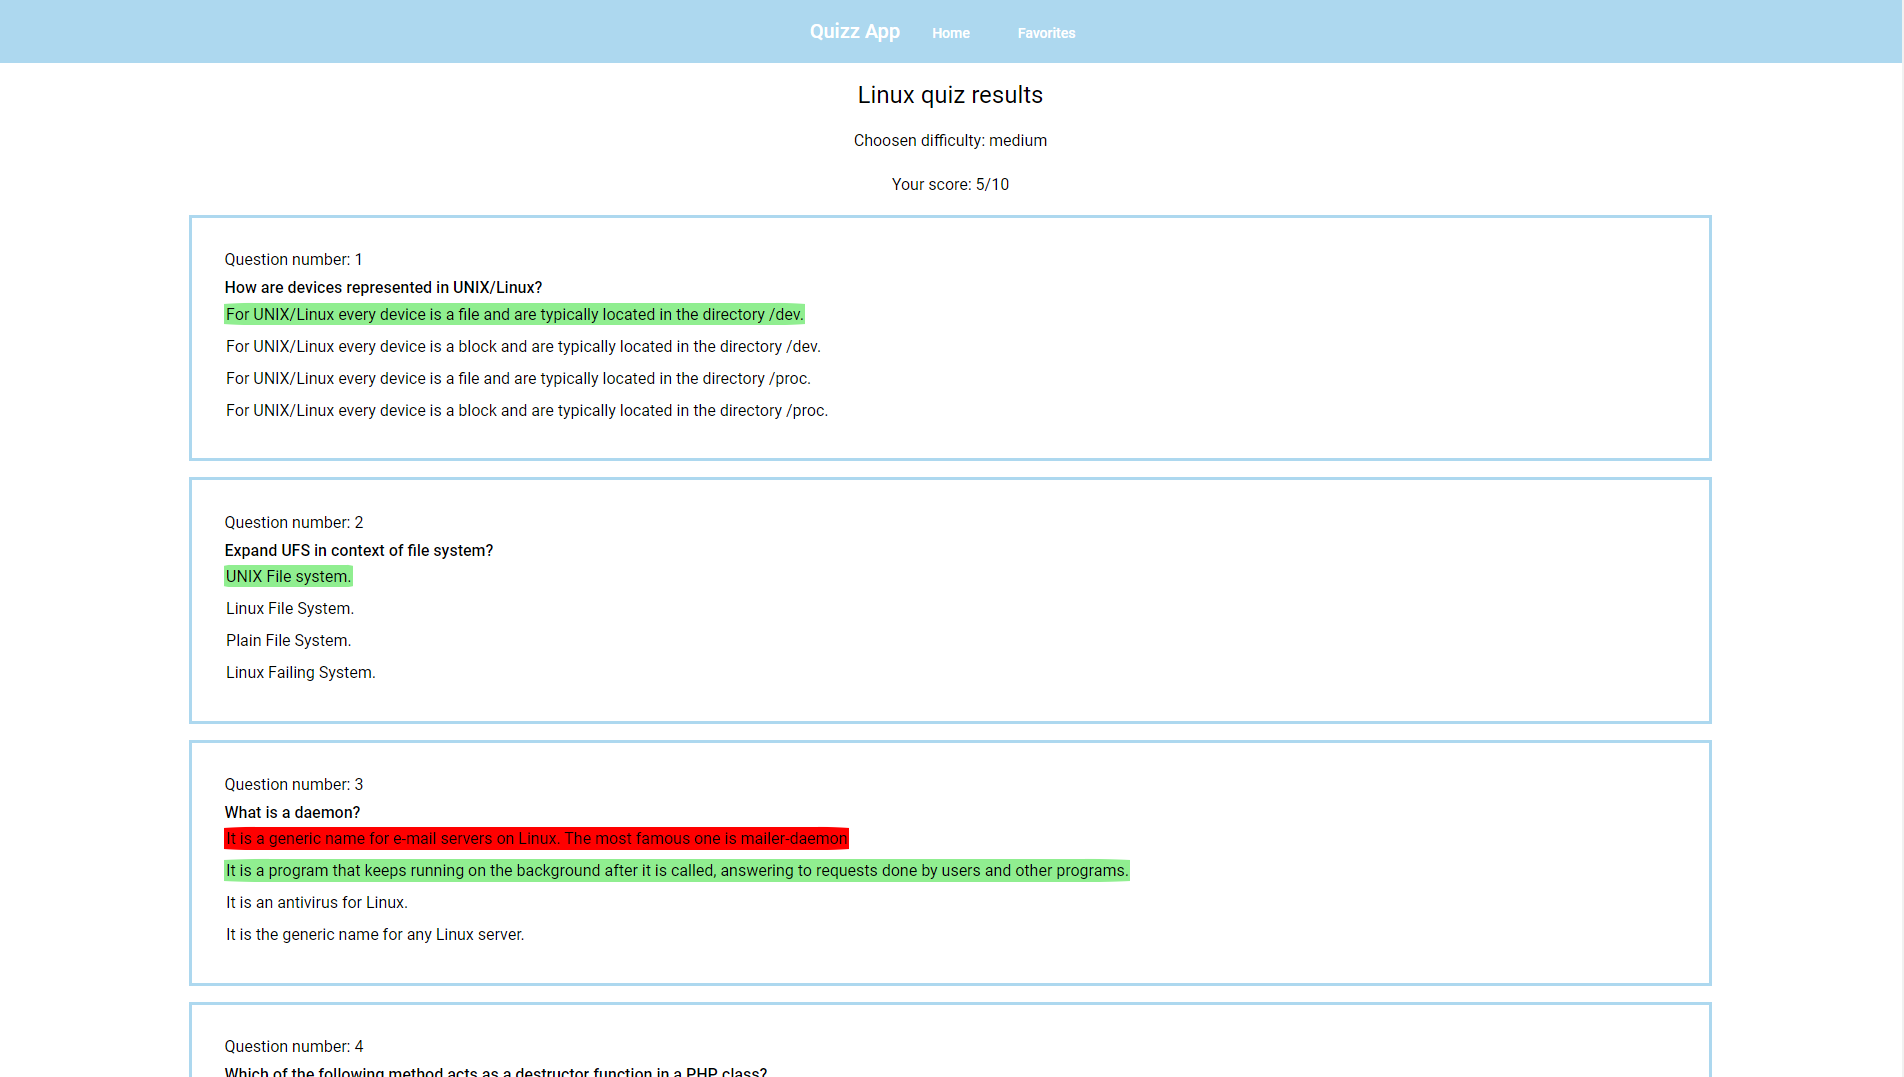 Quizz App Home Favorites
Linux quiz results
Choosen difficulty: medium
Your score: 5/10
Question number: 1
How are devices represented in UNIX/Linux?
For UNIX/Linux every device is a file and are typically located in the directory /dev.
For UNIX/Linux every device is a block and are typically located in the directory /dev.
For UNIX/Linux every device is a file and are typically located in the directory /proc.
For UNIX/Linux every device is a block and are typically located in the directory /proc.
Question number: 2
Expand UFS in context of file system?
UNIX File system.
Linux File System.
Plain File System.
Linux Failing System.
Question number: 3
What is a daemon?
It is a generic name for e-mail servers on Linux. The most famous one is mailer-daemon
It is a program that keeps running on the background after it is called, answering to requests done by users and other programs.
It is an antivirus for Linux.
It is the generic name for any Linux server.
Question number: 4
Which of the following method acts as a destructor function in a PHP class?